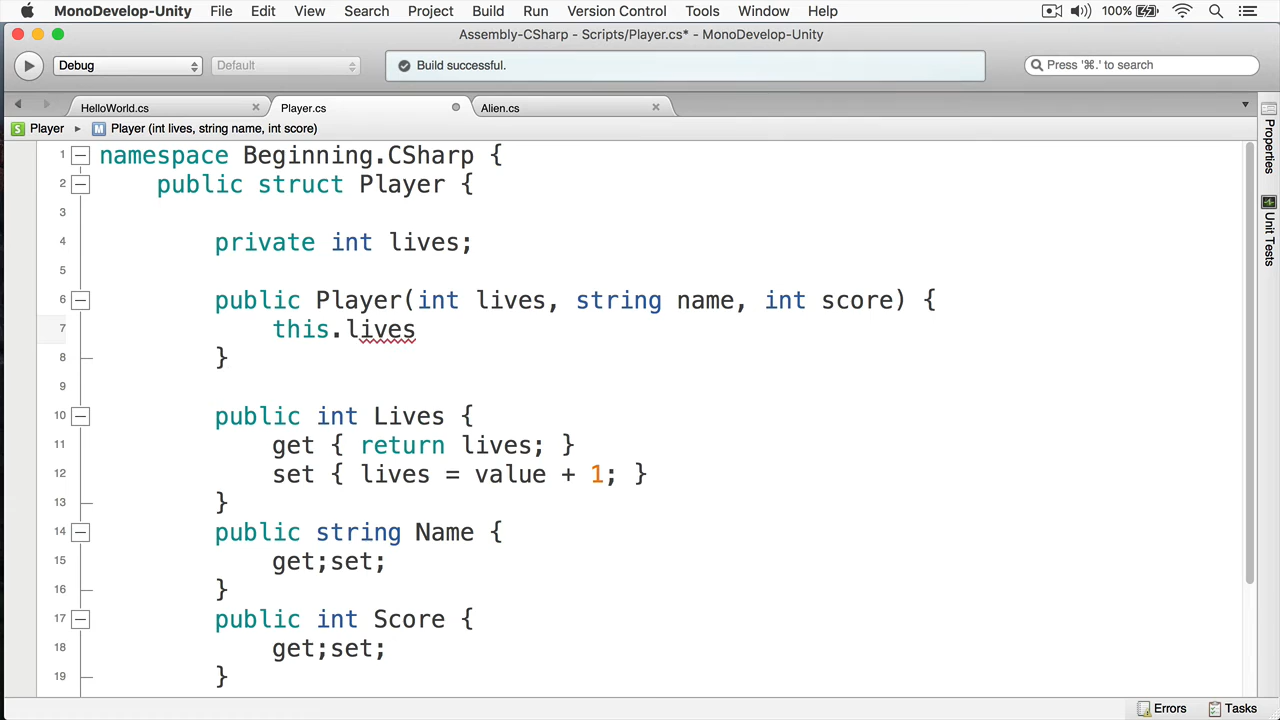 MonoDevelop-Unity File Edit View Search Project Build Run Version Control Tools Window Help 100%
Assembly-CSharp - Scripts/Player.cs* - MonoDevelop-Unity
Debug Default Build successful. Press '⌘.' to search
HelloWorld.cs Player.cs Alien.cs
S Player M Player (int lives, string name, int score)
Properties
Unit Tests
1 namespace Beginning.CSharp {
2 public struct Player {
3
4 private int lives;
5
6 public Player(int lives, string name, int score) {
7 this.lives
8 }
9
10 public int Lives {
11 get { return lives; }
12 set { lives = value + 1; }
13 }
14 public string Name {
15 get;set;
16 }
17 public int Score {
18 get;set;
19 }
Errors Tasks